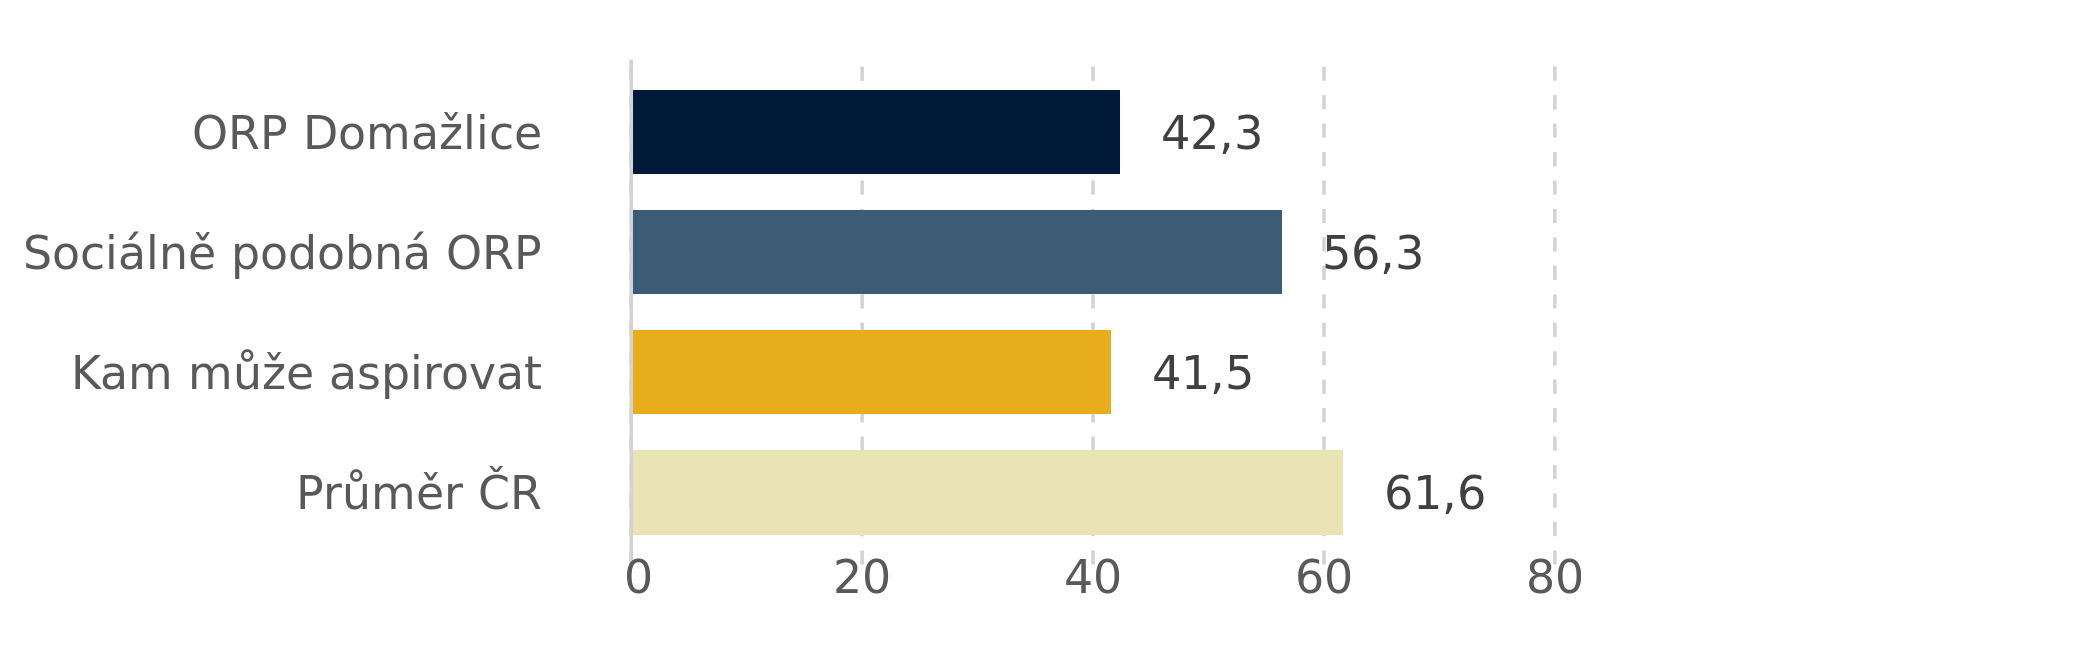 ORP Domažlice 42,3
Sociálně podobná ORP 56,3
Kam může aspirovat 41,5
Průměr ČR 61,6
0 20 40 60 80